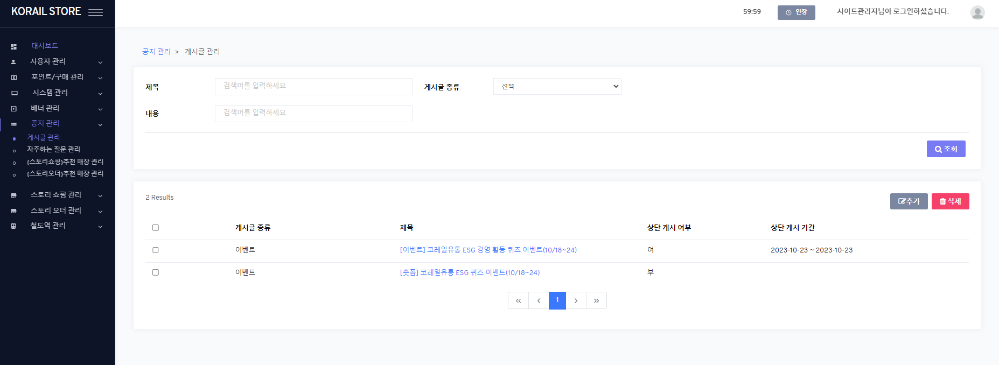 KORAIL STORE
59:59
연장
사이트관리자님이 로그인하셨습니다.
대시보드
사용자 관리
포인트/구매 관리
시스템 관리
배너 관리
공지 관리
게시글 관리
자주하는 질문 관리
(스토리쇼핑)추천 매장 관리
(스토리오더)추천 매장 관리
스토리 쇼핑 관리
스토리 오더 관리
철도역 관리
공지 관리 > 게시글 관리
제목 검색어를 입력하세요 게시글 종류 선택
내용 검색어를 입력하세요
조회
2 Results
추가 삭제
게시글 종류 제목 상단 게시 여부 상단 게시 기간
이벤트 [이벤트] 코레일유통 ESG 경영 활동 퀴즈 이벤트(10/18~24) 여 2023-10-23 ~ 2023-10-23
이벤트 [숏폼] 코레일유통 ESG 퀴즈 이벤트(10/18~24) 부
« ‹ 1 › »